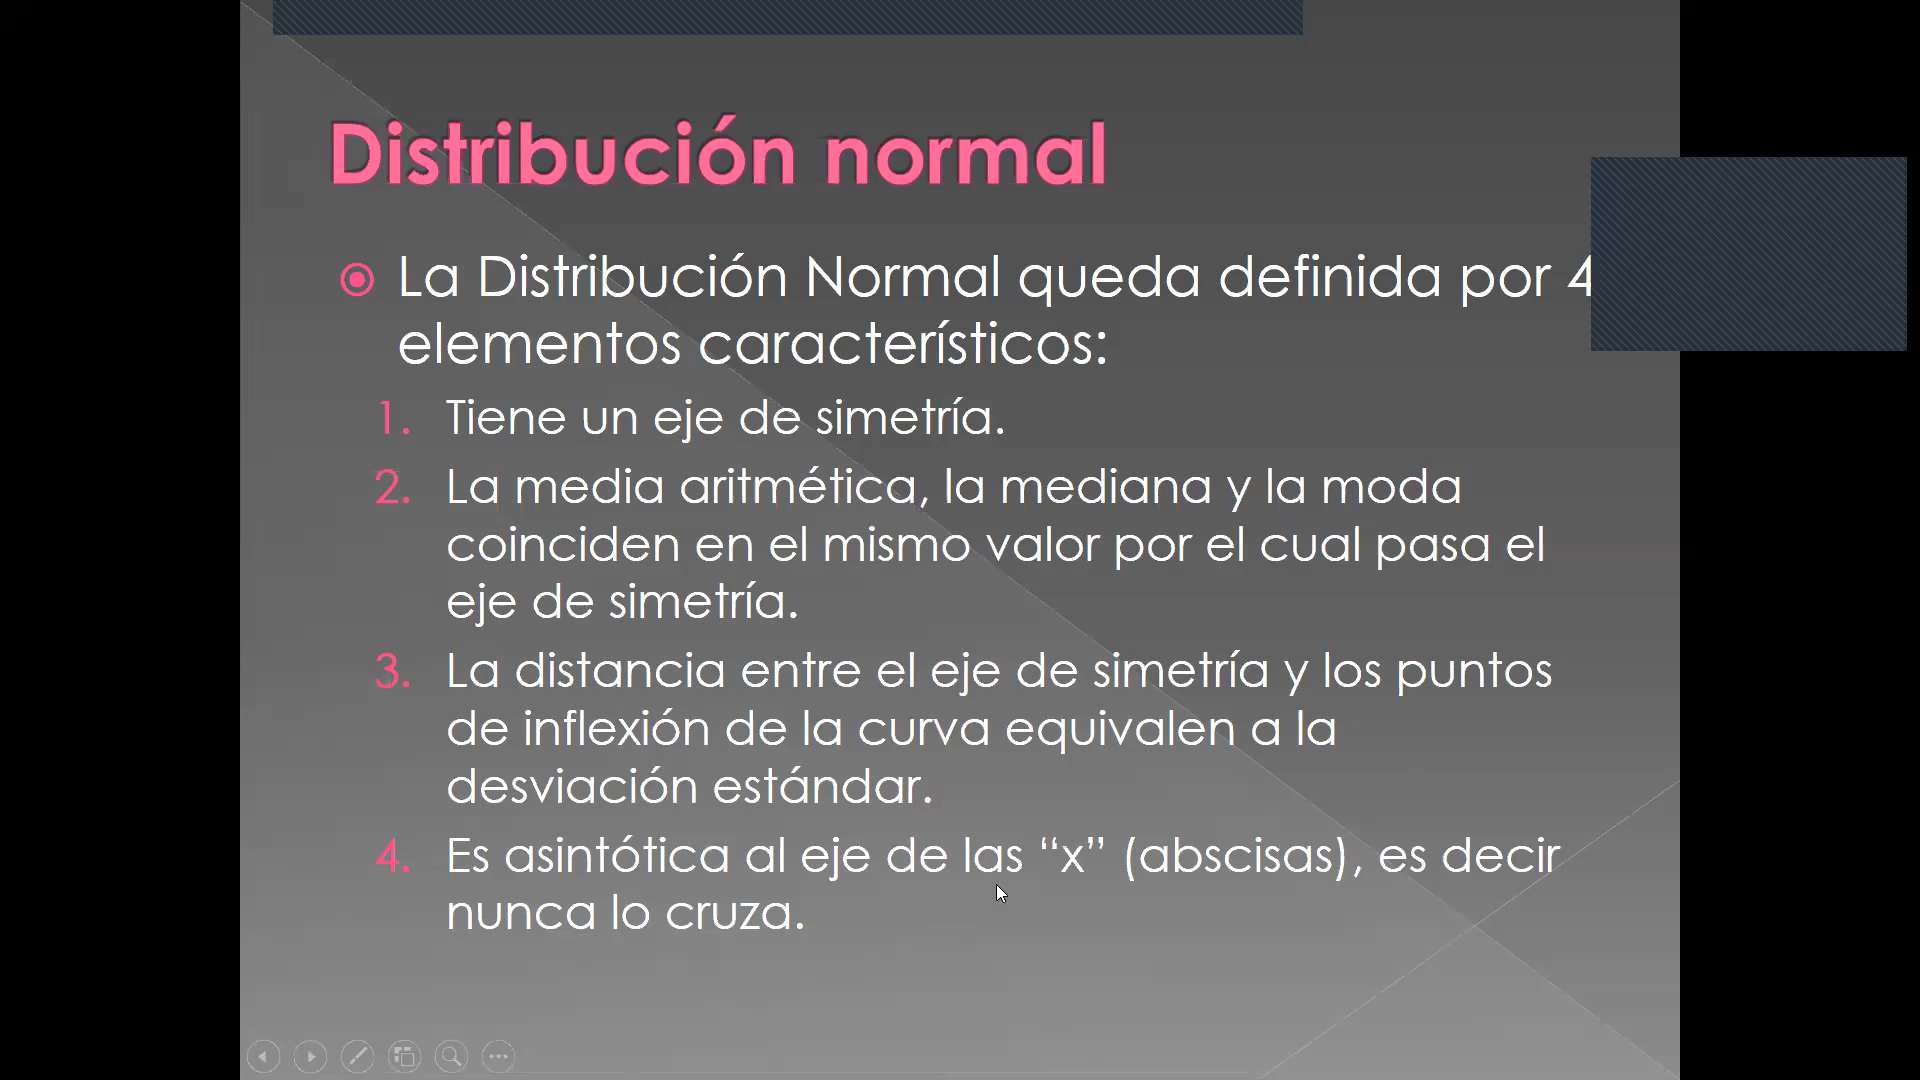 Distribución normal
La Distribución Normal queda definida por 4
elementos característicos:
1. Tiene un eje de simetría.
2. La media aritmética, la mediana y la moda
coinciden en el mismo valor por el cual pasa el
eje de simetría.
3. La distancia entre el eje de simetría y los puntos
de inflexión de la curva equivalen a la
desviación estándar.
4. Es asintótica al eje de las “x” (abscisas), es decir
nunca lo cruza.